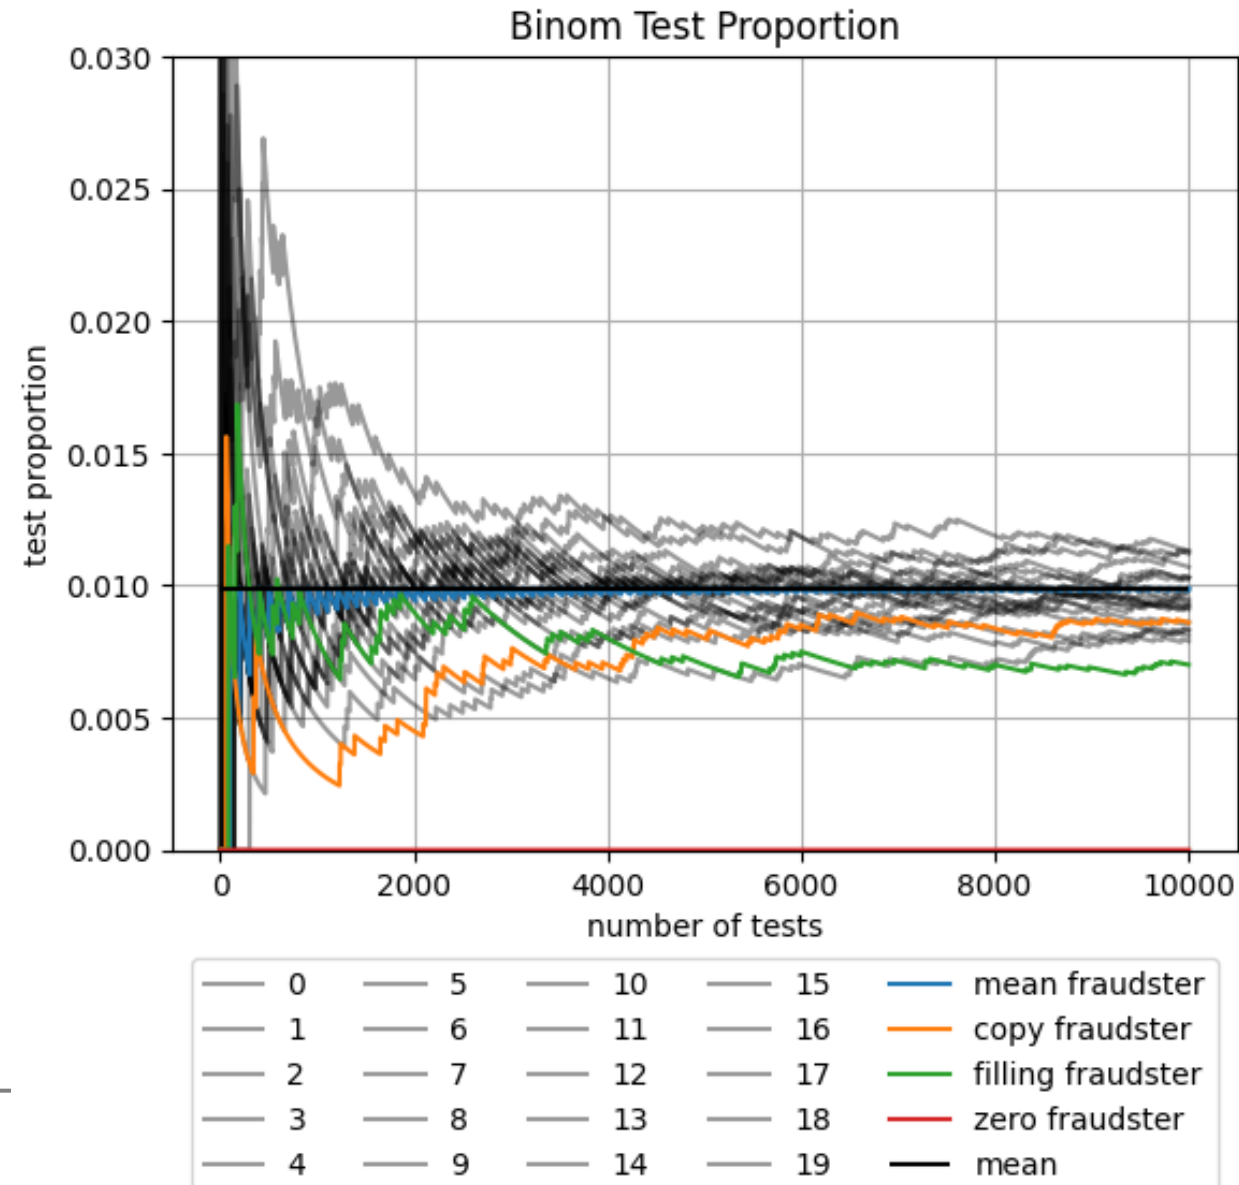 Binom Test Proportion
0.030
0.025
0.020
0.015
0.010
0.005
0.000
test proportion
0 2000 4000 6000 8000 10000
number of tests
0 5 10 15 mean fraudster
1 6 11 16 copy fraudster
2 7 12 17 filling fraudster
3 8 13 18 zero fraudster
4 9 14 19 mean